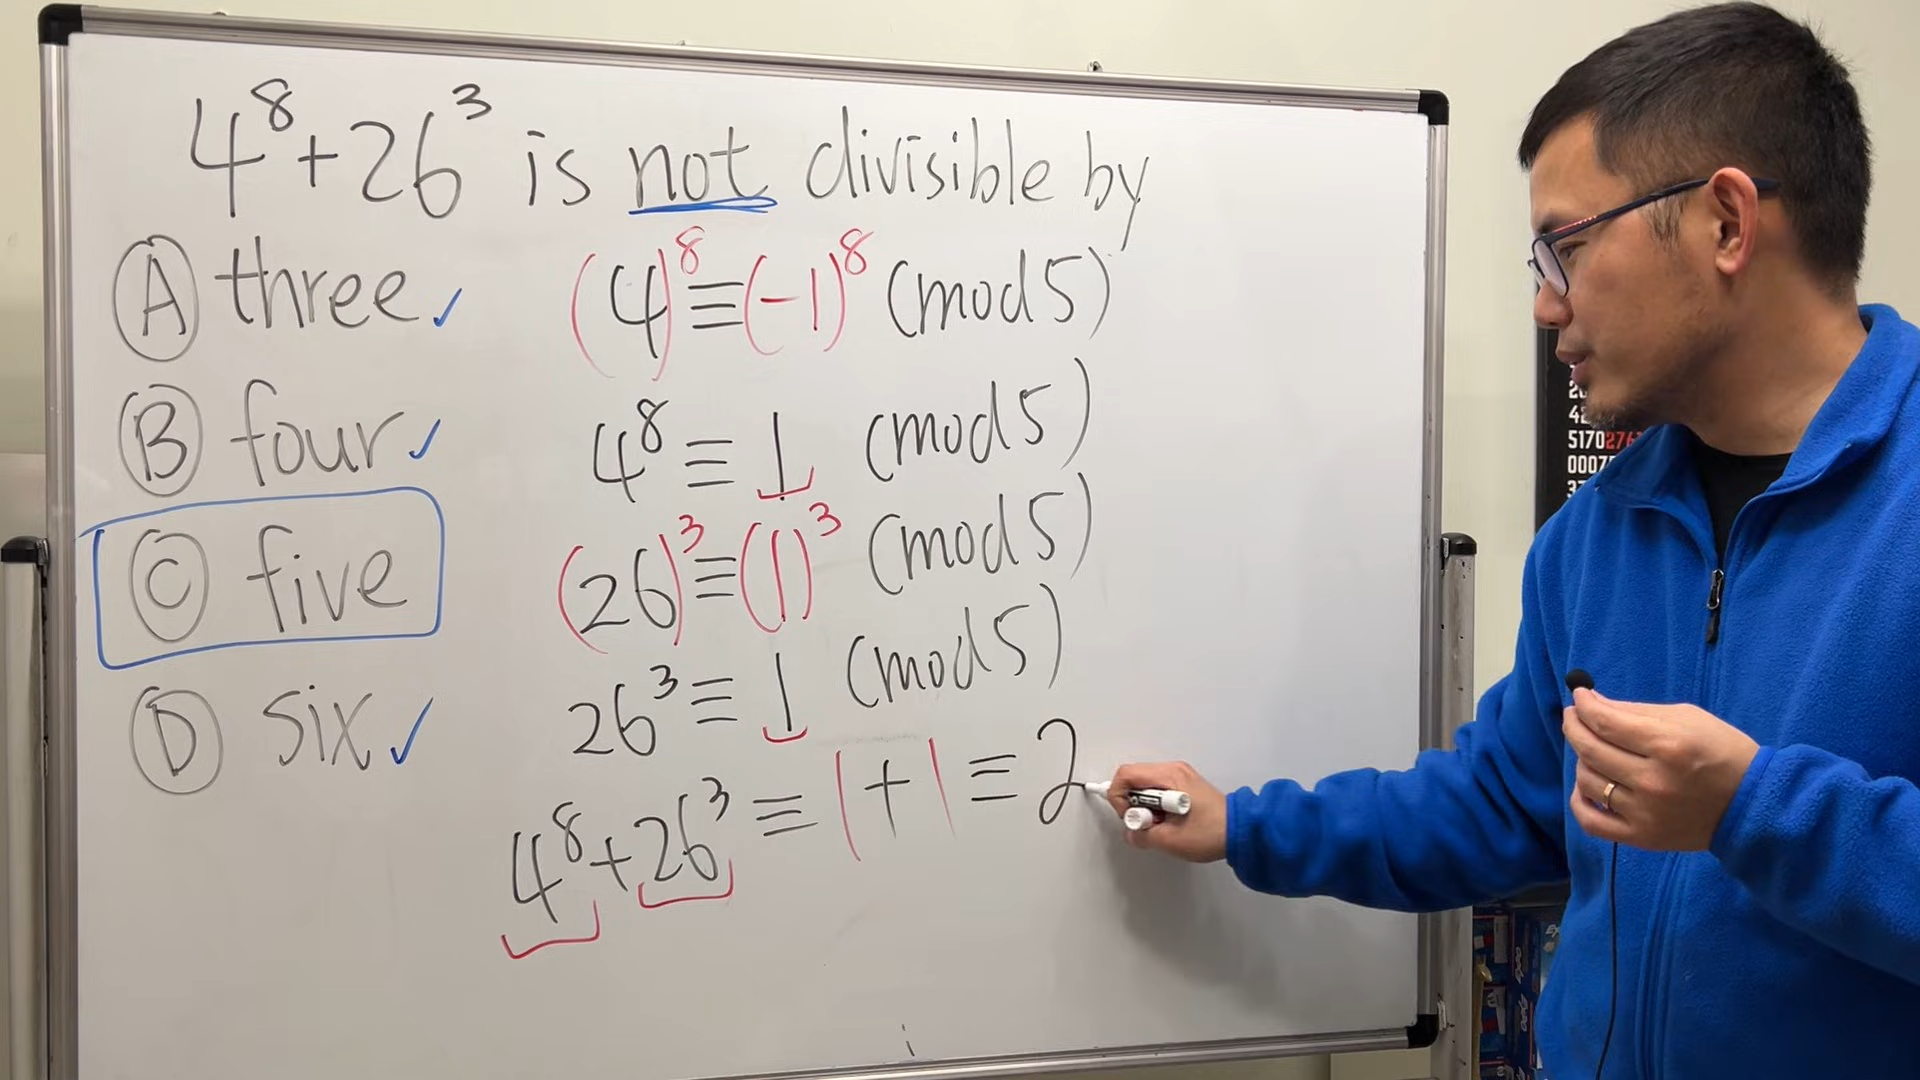 4⁸+26³ is not divisible by
Ⓐ three ✓
Ⓑ four ✓
Ⓒ five
Ⓓ six ✓
(4)⁸≡(-1)⁸ (mod 5)
4⁸ ≡ 1 (mod 5)
(26)³≡(1)³ (mod 5)
26³ ≡ 1 (mod 5)
4⁸+26³ ≡ 1+1 ≡ 2
5170276